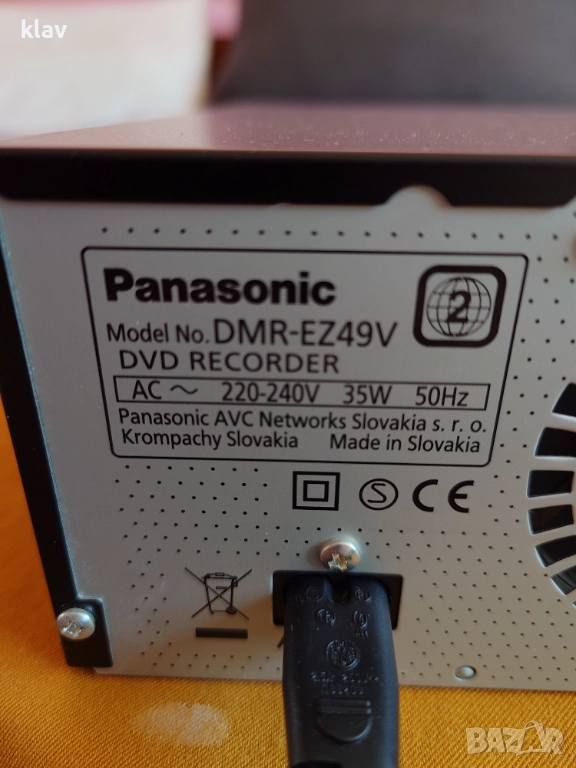 klav
Panasonic
2
Model No. DMR-EZ49V
DVD RECORDER
AC ~ 220-240V 35W 50Hz
Panasonic AVC Networks Slovakia s. r. o.
Krompachy Slovakia Made in Slovakia
S CE
BAZAR